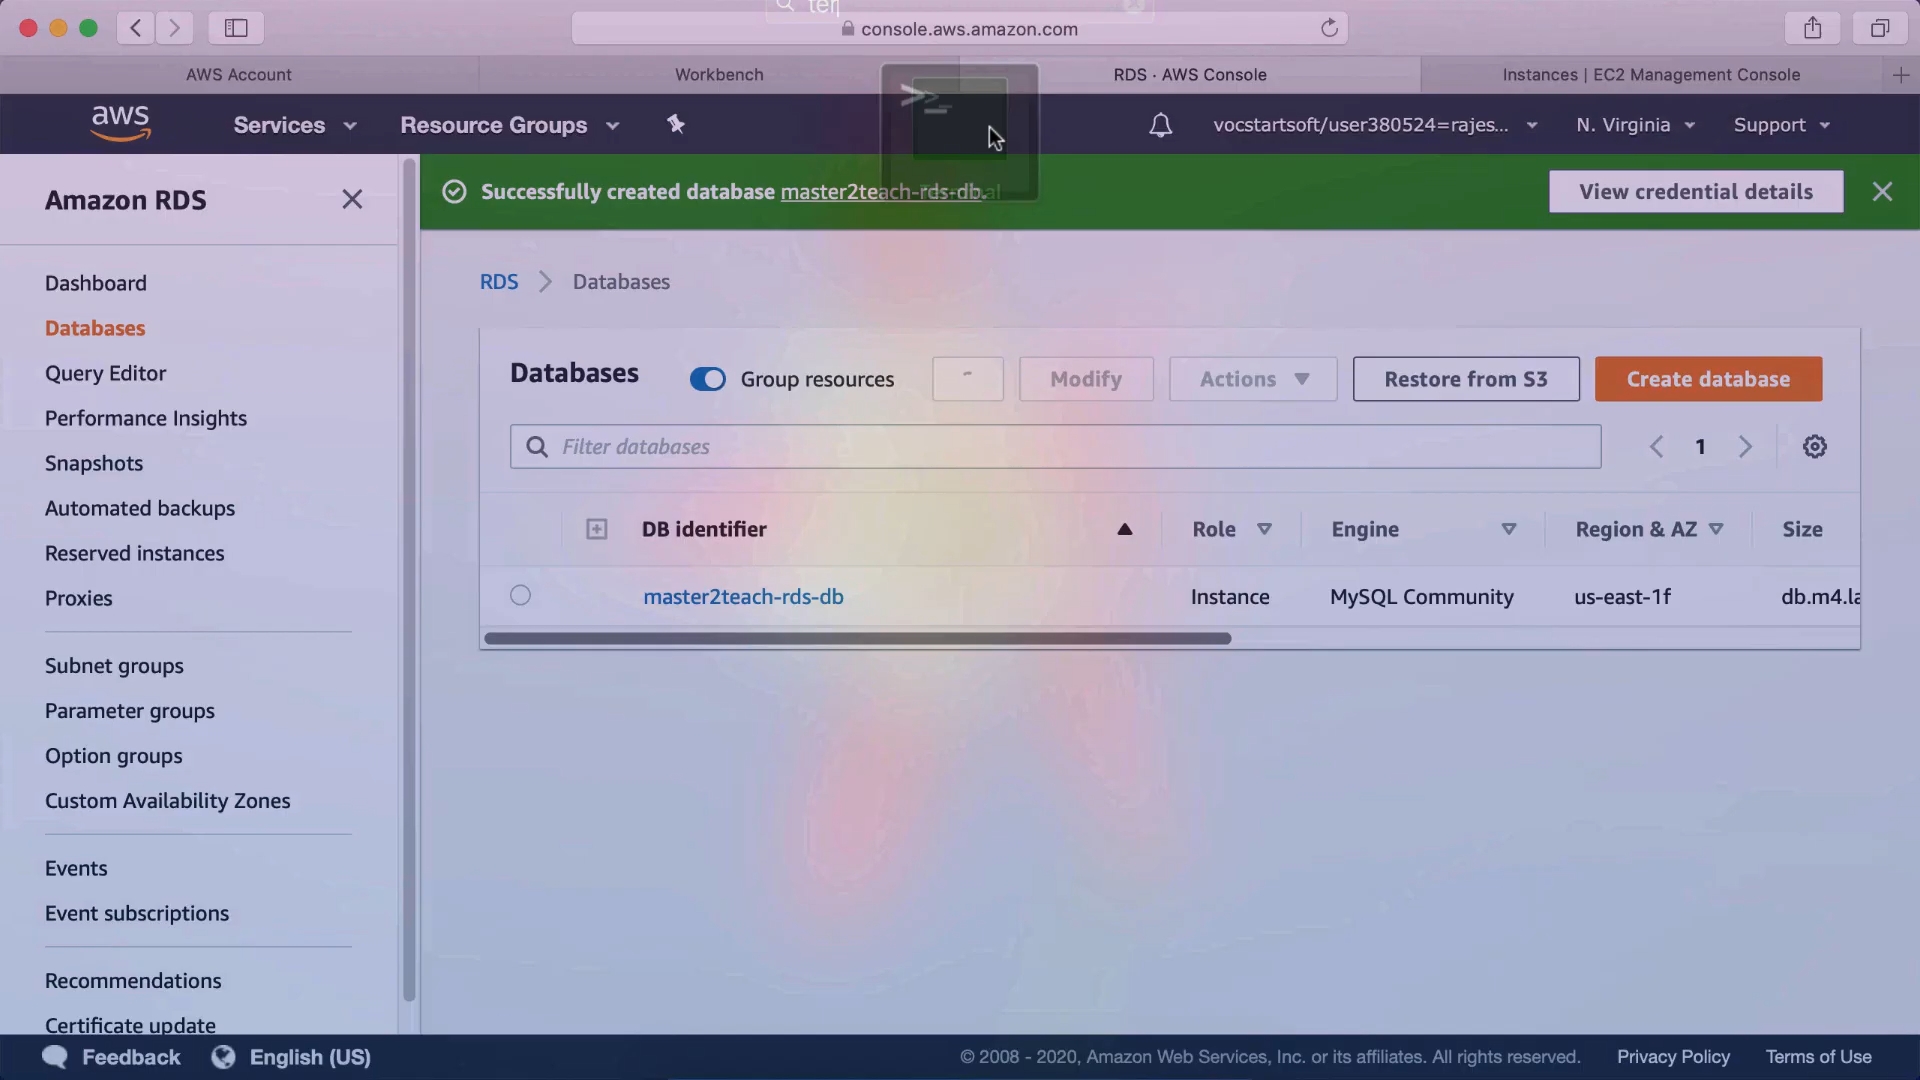 ter
console.aws.amazon.com
AWS Account
Workbench
RDS · AWS Console
Instances | EC2 Management Console
aws
Services
Resource Groups
vocstartsoft/user380524=rajes...
N. Virginia
Support
Amazon RDS
Successfully created database master2teach-rds-db.
View credential details
Dashboard
Databases
Query Editor
Performance Insights
Snapshots
Automated backups
Reserved instances
Proxies
Subnet groups
Parameter groups
Option groups
Custom Availability Zones
Events
Event subscriptions
Recommendations
Certificate update
RDS
Databases
Databases
Group resources
Modify
Actions
Restore from S3
Create database
Filter databases
1
DB identifier
Role
Engine
Region & AZ
Size
master2teach-rds-db
Instance
MySQL Community
us-east-1f
db.m4.la
Feedback
English (US)
© 2008 - 2020, Amazon Web Services, Inc. or its affiliates. All rights reserved.
Privacy Policy
Terms of Use